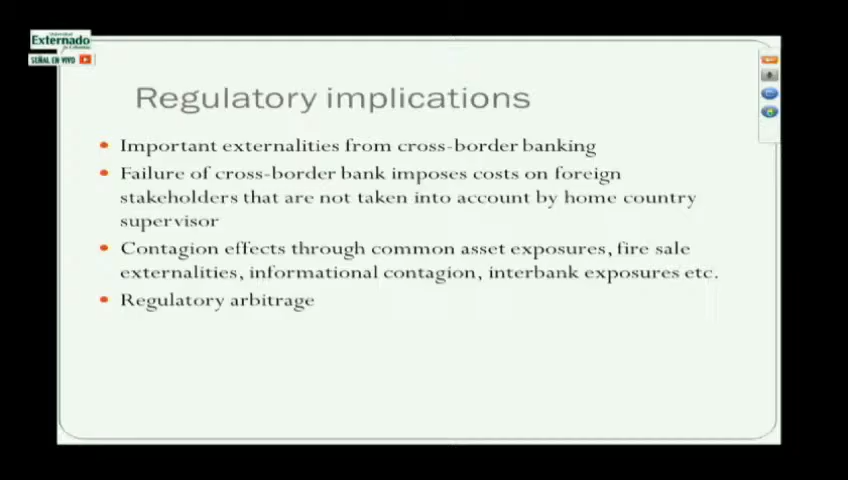 Externado
SEÑAL EN VIVO
Regulatory implications
Important externalities from cross-border banking
Failure of cross-border bank imposes costs on foreign
stakeholders that are not taken into account by home country
supervisor
Contagion effects through common asset exposures, fire sale
externalities, informational contagion, interbank exposures etc.
Regulatory arbitrage